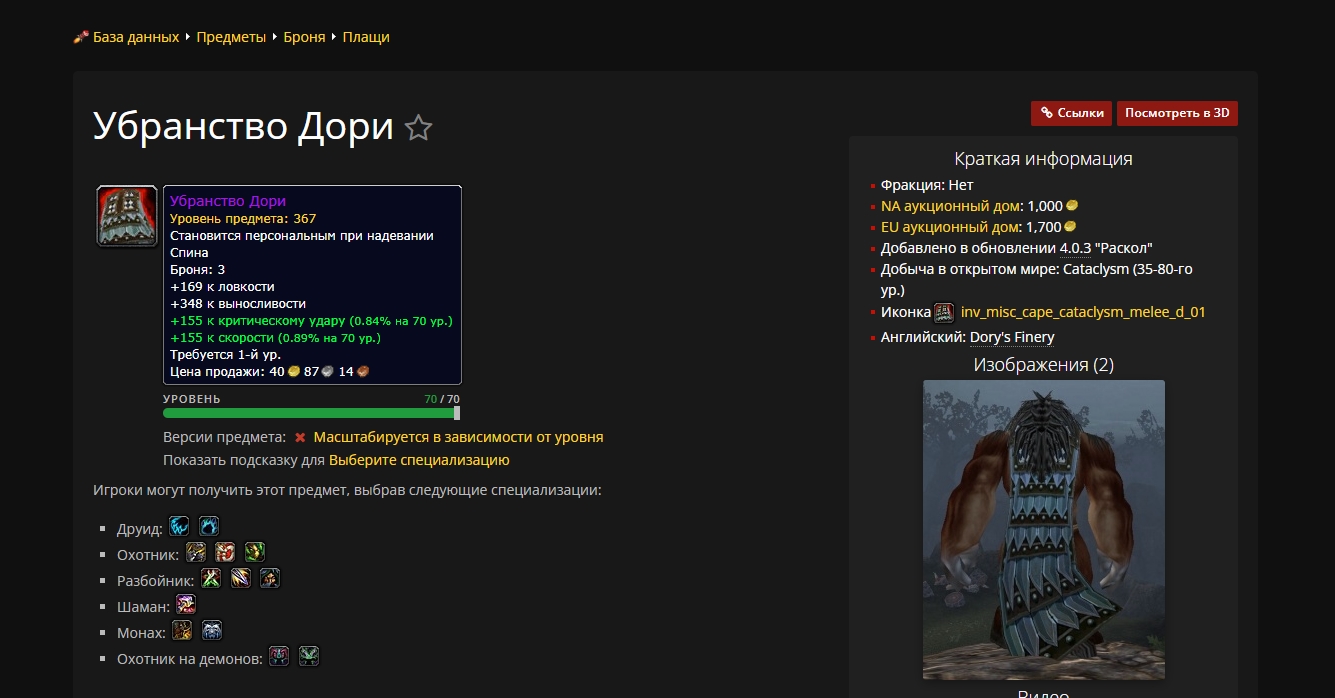 База данных Предметы Броня Плащи
Убранство Дори
Ссылки
Посмотреть в 3D
Убранство Дори
Уровень предмета: 367
Становится персональным при надевании
Спина
Броня: 3
+169 к ловкости
+348 к выносливости
+155 к критическому удару (0.84% на 70 ур.)
+155 к скорости (0.89% на 70 ур.)
Требуется 1-й ур.
Цена продажи: 40 87 14
УРОВЕНЬ 70 / 70
Версии предмета: Масштабируется в зависимости от уровня
Показать подсказку для Выберите специализацию
Игроки могут получить этот предмет, выбрав следующие специализации:
Друид:
Охотник:
Разбойник:
Шаман:
Монах:
Охотник на демонов:
Краткая информация
Фракция: Нет
NA аукционный дом: 1,000
EU аукционный дом: 1,700
Добавлено в обновлении 4.0.3 "Раскол"
Добыча в открытом мире: Cataclysm (35-80-го
ур.)
Иконка inv_misc_cape_cataclysm_melee_d_01
Английский: Dory's Finery
Изображения (2)
Видео